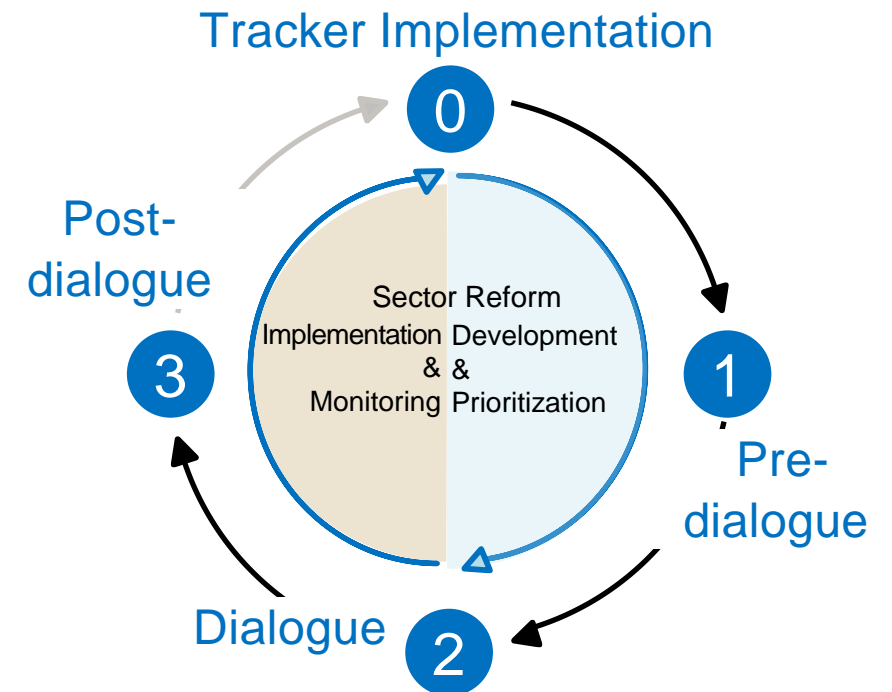 Tracker Implementation
0
Post-
dialogue
Sector Reform
Implementation Development
& &
Monitoring Prioritization
3
1
Pre-
dialogue
Dialogue
2